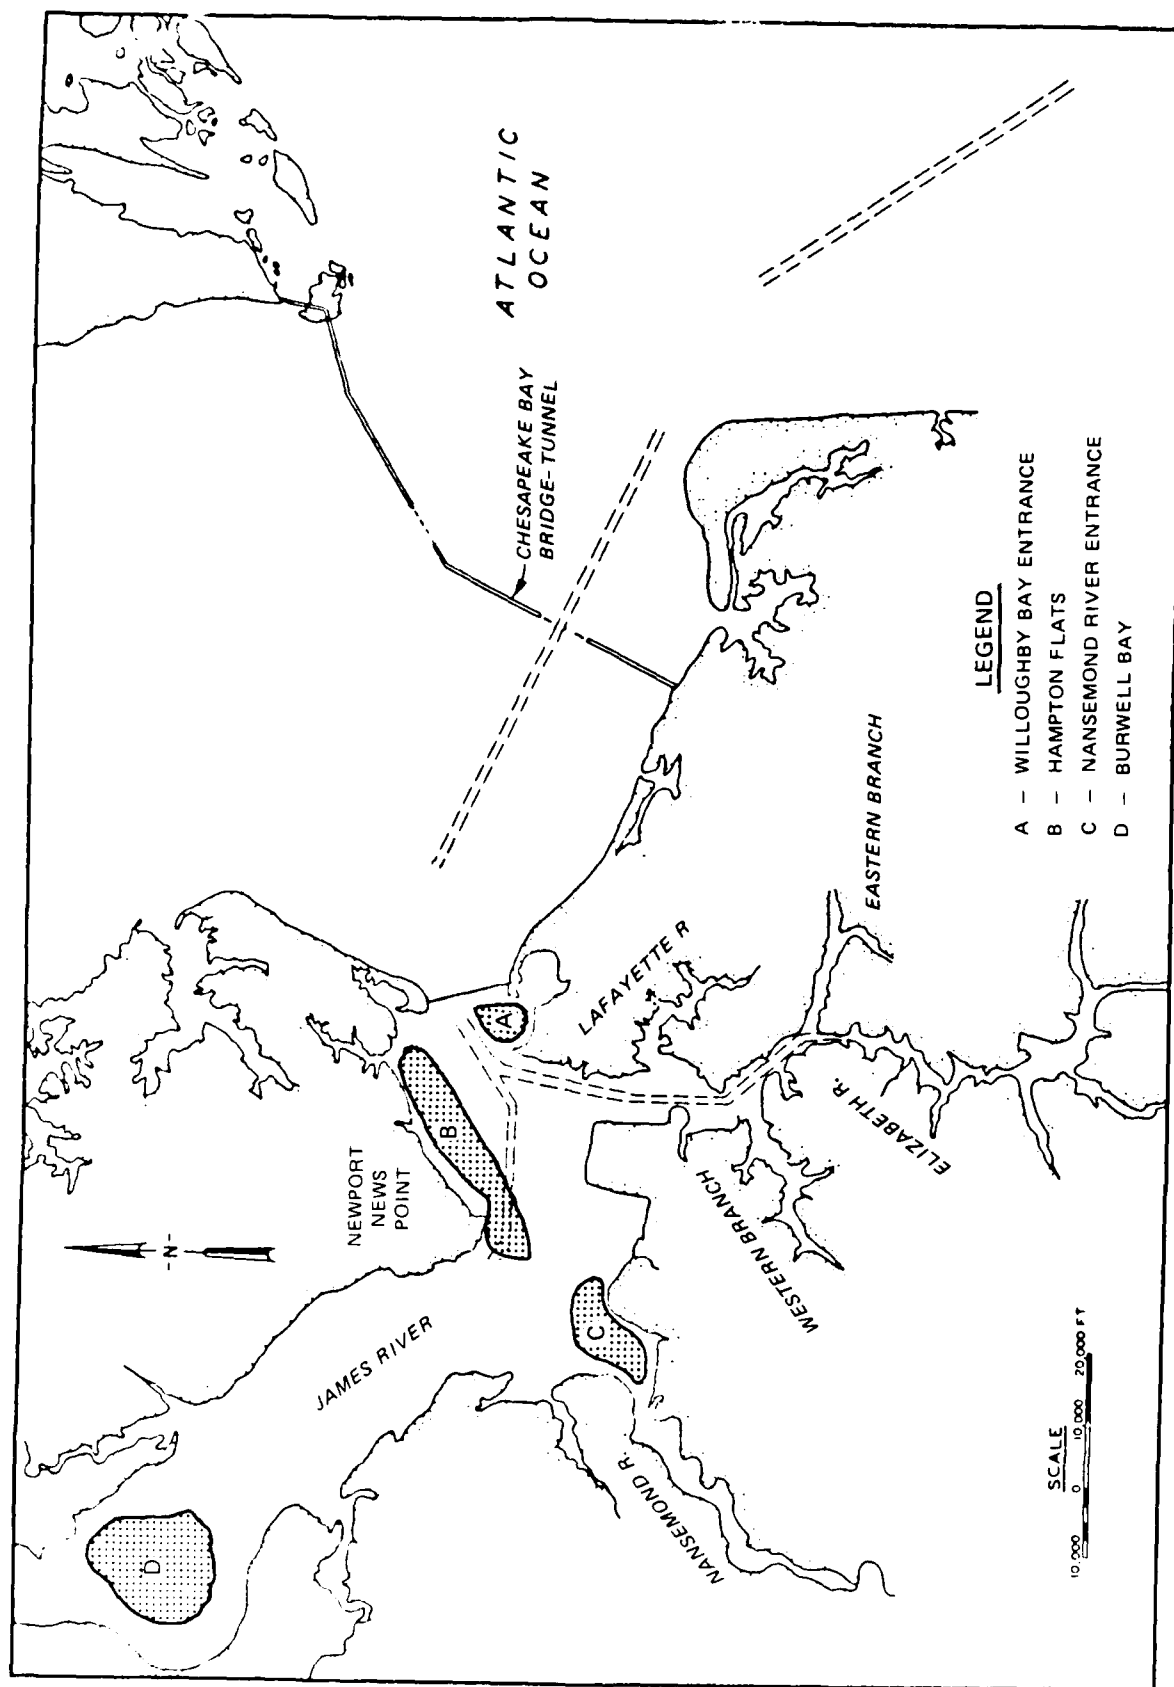 ATLANTIC
OCEAN
CHESAPEAKE BAY
BRIDGE-TUNNEL
NEWPORT
NEWS
POINT
-N-
JAMES RIVER
A
B
C
D
LAFAYETTE R
EASTERN BRANCH
ELIZABETH R.
WESTERN BRANCH
NANSEMOND R.
LEGEND
A – WILLOUGHBY BAY ENTRANCE
B – HAMPTON FLATS
C – NANSEMOND RIVER ENTRANCE
D – BURWELL BAY
SCALE
10,000 0 10,000 20,000 FT